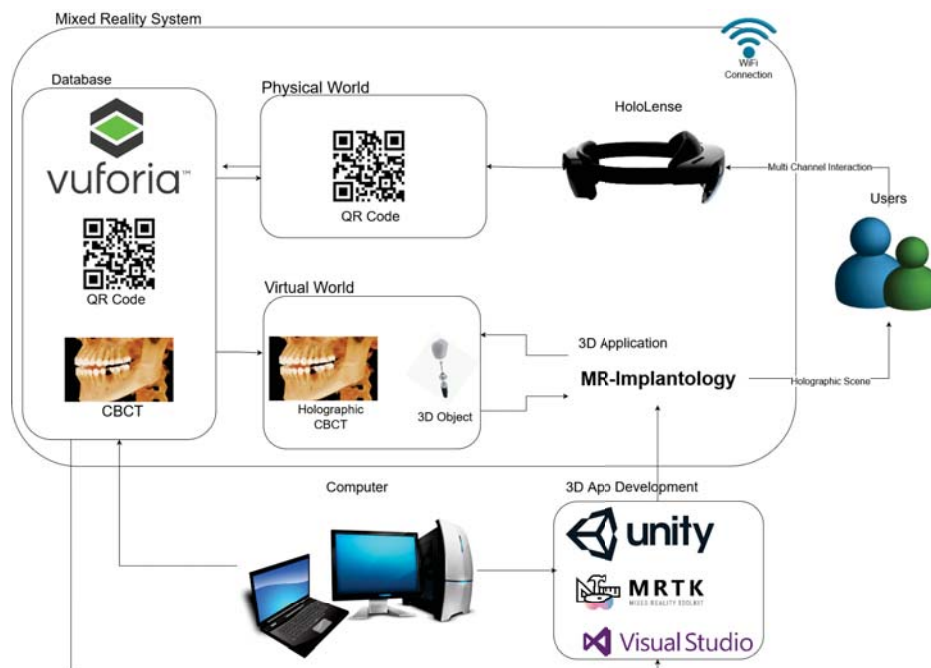 Mixed Reality System
WiFi
Connection
Database
vuforia™
QR Code
CBCT
Physical World
QR Code
HoloLense
Multi Channel Interaction
Users
Virtual World
Holographic
CBCT
3D Object
3D Application
MR-Implantology
Holographic Scene
Computer
3D App Development
unity
MRTK
MIXED REALITY TOOLKIT
Visual Studio